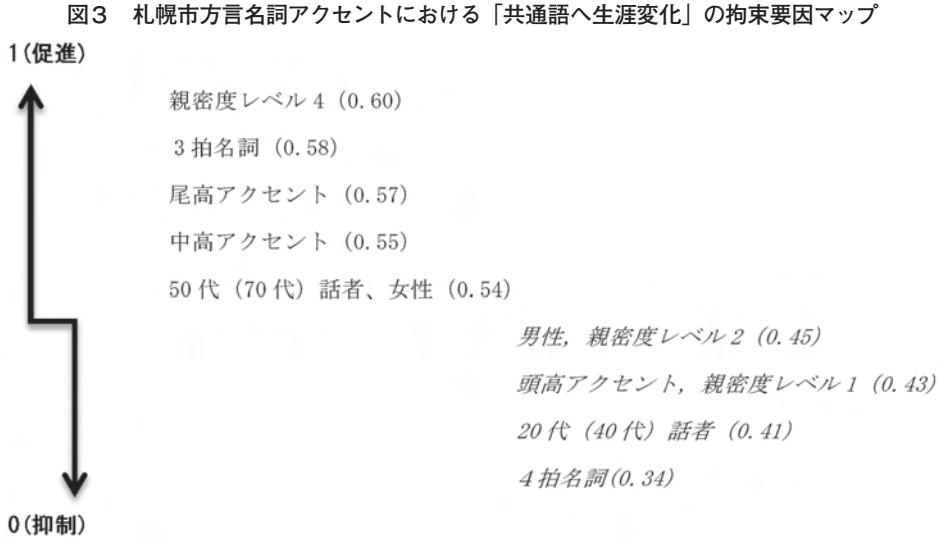 図3　札幌市方言名詞アクセントにおける「共通語へ生涯変化」の拘束要因マップ
1(促進)
親密度レベル4（0.60）
3拍名詞（0.58）
尾高アクセント（0.57）
中高アクセント（0.55）
50代（70代）話者、女性（0.54）
男性，親密度レベル2（0.45）
頭高アクセント，親密度レベル1（0.43）
20代（40代）話者（0.41）
4拍名詞(0.34)
0(抑制)